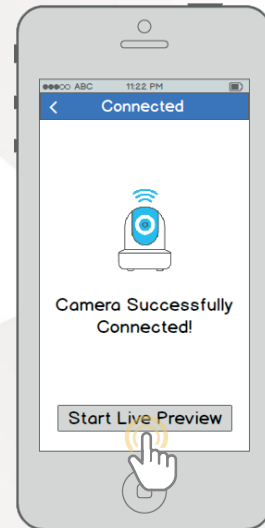 ABC 11:22 PM
Connected
Camera Successfully
Connected!
Start Live Preview